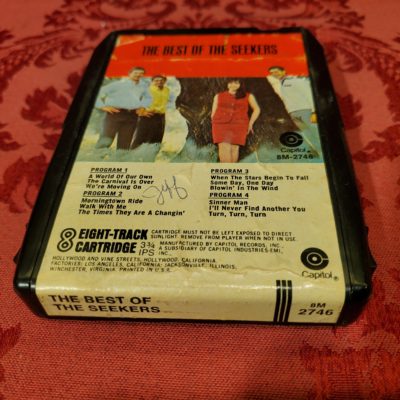 THE BEST OF THE SEEKERS
Capitol
8M-2746
PROGRAM 1
A World Of Our Own
The Carnival Is Over
We're Moving On
PROGRAM 2
Morningtown Ride
Walk With Me
The Times They Are A Changin'
Jeff
PROGRAM 3
When The Stars Begin To Fall
Some Day, One Day
Blowin' In The Wind
PROGRAM 4
Sinner Man
I'll Never Find Another You
Turn, Turn, Turn
8 EIGHT-TRACK CARTRIDGE 3¾ IPS
CARTRIDGE MUST NOT BE LEFT EXPOSED TO DIRECT
SUNLIGHT. REMOVE FROM PLAYER WHEN NOT IN USE.
MANUFACTURED BY CAPITOL RECORDS, INC.,
A SUBSIDIARY OF CAPITOL INDUSTRIES-EMI,
INC.
HOLLYWOOD AND VINE STREETS, HOLLYWOOD, CALIFORNIA.
FACTORIES: LOS ANGELES, CALIFORNIA; JACKSONVILLE, ILLINOIS;
WINCHESTER, VIRGINIA. PRINTED IN U.S.A.
Capitol
THE BEST OF
THE SEEKERS
8M
2746